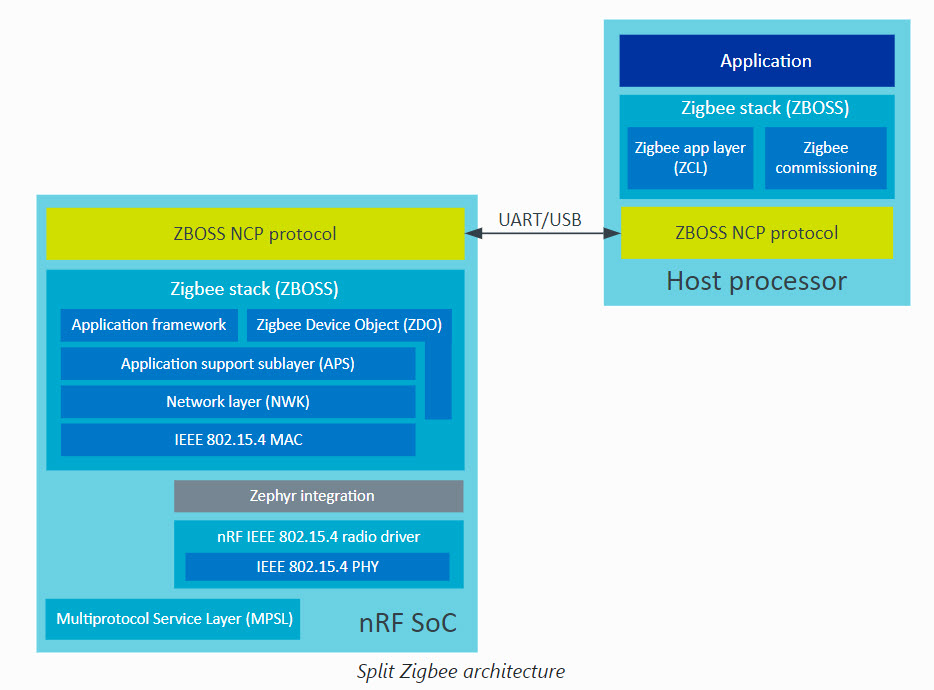 Application
Zigbee stack (ZBOSS)
Zigbee app layer
(ZCL)
Zigbee
commissioning
ZBOSS NCP protocol
Host processor
UART/USB
ZBOSS NCP protocol
Zigbee stack (ZBOSS)
Application framework
Zigbee Device Object (ZDO)
Application support sublayer (APS)
Network layer (NWK)
IEEE 802.15.4 MAC
Zephyr integration
nRF IEEE 802.15.4 radio driver
IEEE 802.15.4 PHY
Multiprotocol Service Layer (MPSL)
nRF SoC
Split Zigbee architecture